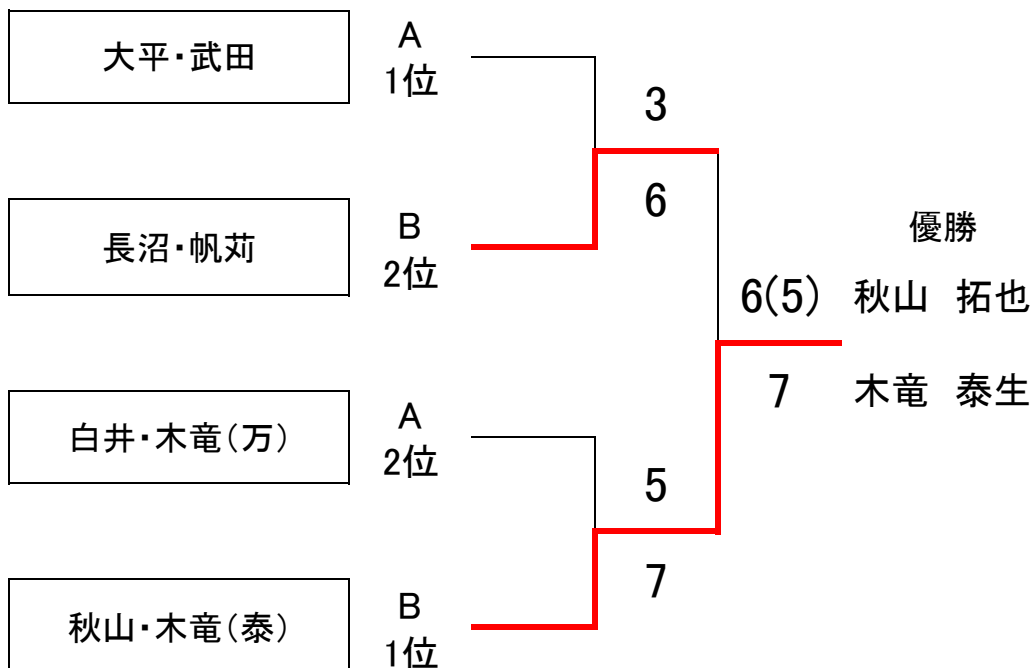 大平・武田
A
1位
3
6
長沼・帆苅
B
2位
優勝
6(5) 秋山 拓也
7 木竜 泰生
白井・木竜(万)
A
2位
5
7
秋山・木竜(泰)
B
1位